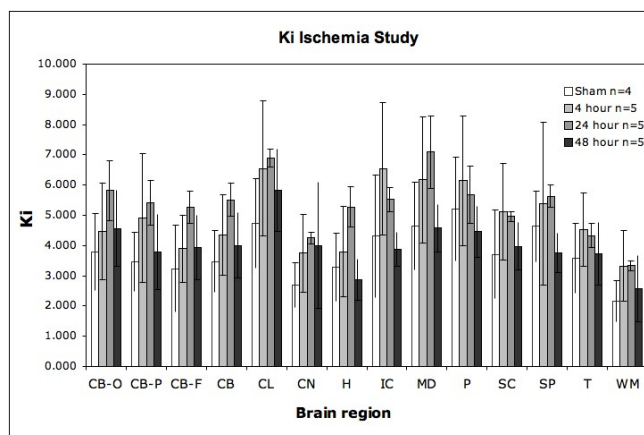 Ki Ischemia Study
10.000
9.000
8.000
7.000
6.000
5.000
4.000
3.000
2.000
1.000
0.000
Ki
Sham n=4
4 hour n=5
24 hour n=5
48 hour n=5
CB-O CB-P CB-F CB CL CN H IC MD P SC SP T WM
Brain region